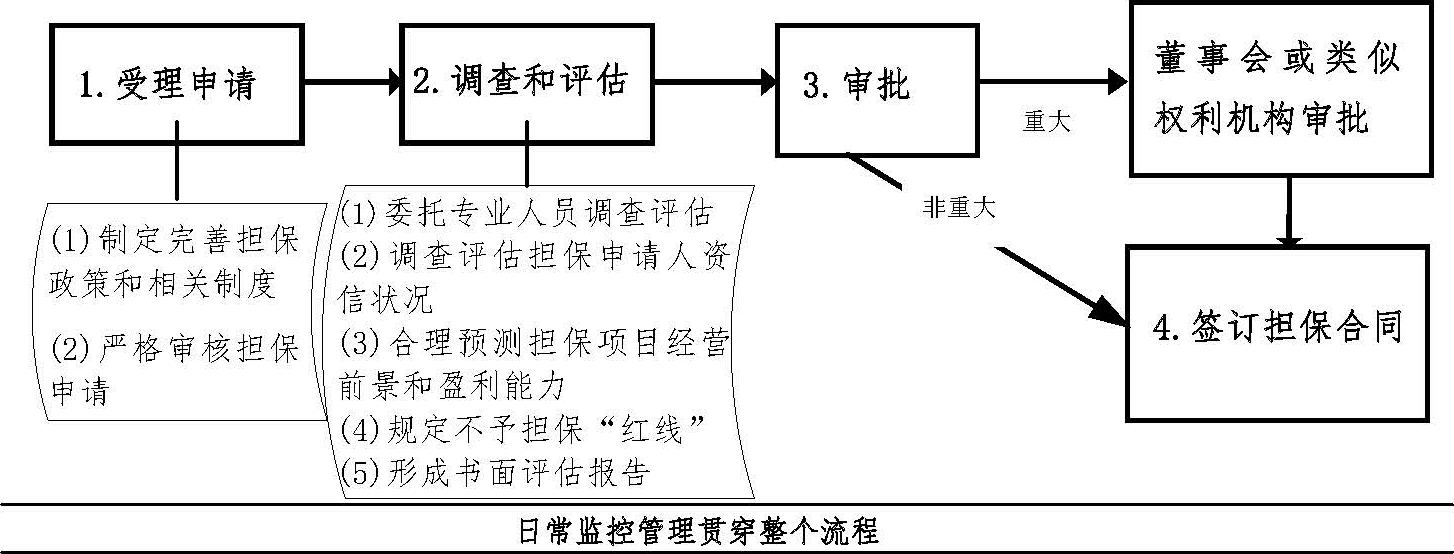 1.受理申请
2.调查和评估
3.审批
重大
董事会或类似
权利机构审批
非重大
4.签订担保合同
(1)制定完善担保
政策和相关制度
(2)严格审核担保
申请
(1)委托专业人员调查评估
(2)调查评估担保申请人资
信状况
(3)合理预测担保项目经营
前景和盈利能力
(4)规定不予担保“红线”
(5)形成书面评估报告
日常监控管理贯穿整个流程